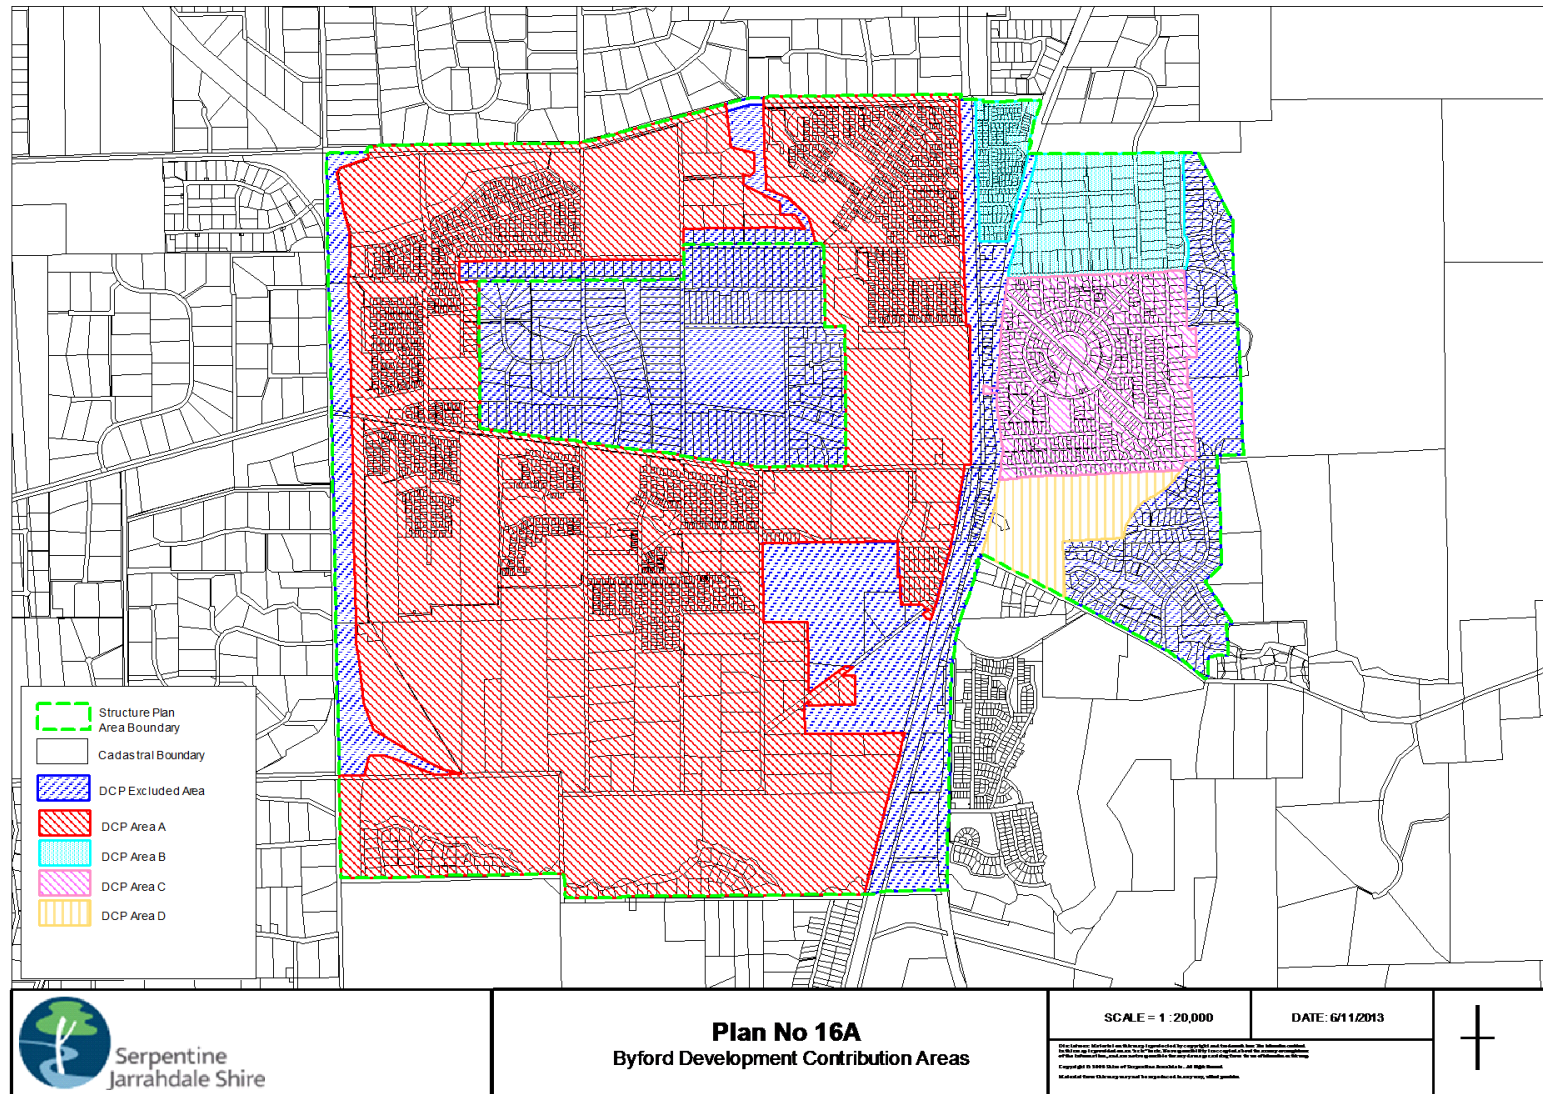 Structure Plan
Area Boundary
Cadastral Boundary
DCP Excluded Area
DCP Area A
DCP Area B
DCP Area C
DCP Area D
Serpentine
Jarrahdale Shire
Plan No 16A
Byford Development Contribution Areas
SCALE = 1 : 20,000
DATE: 6/11/2013